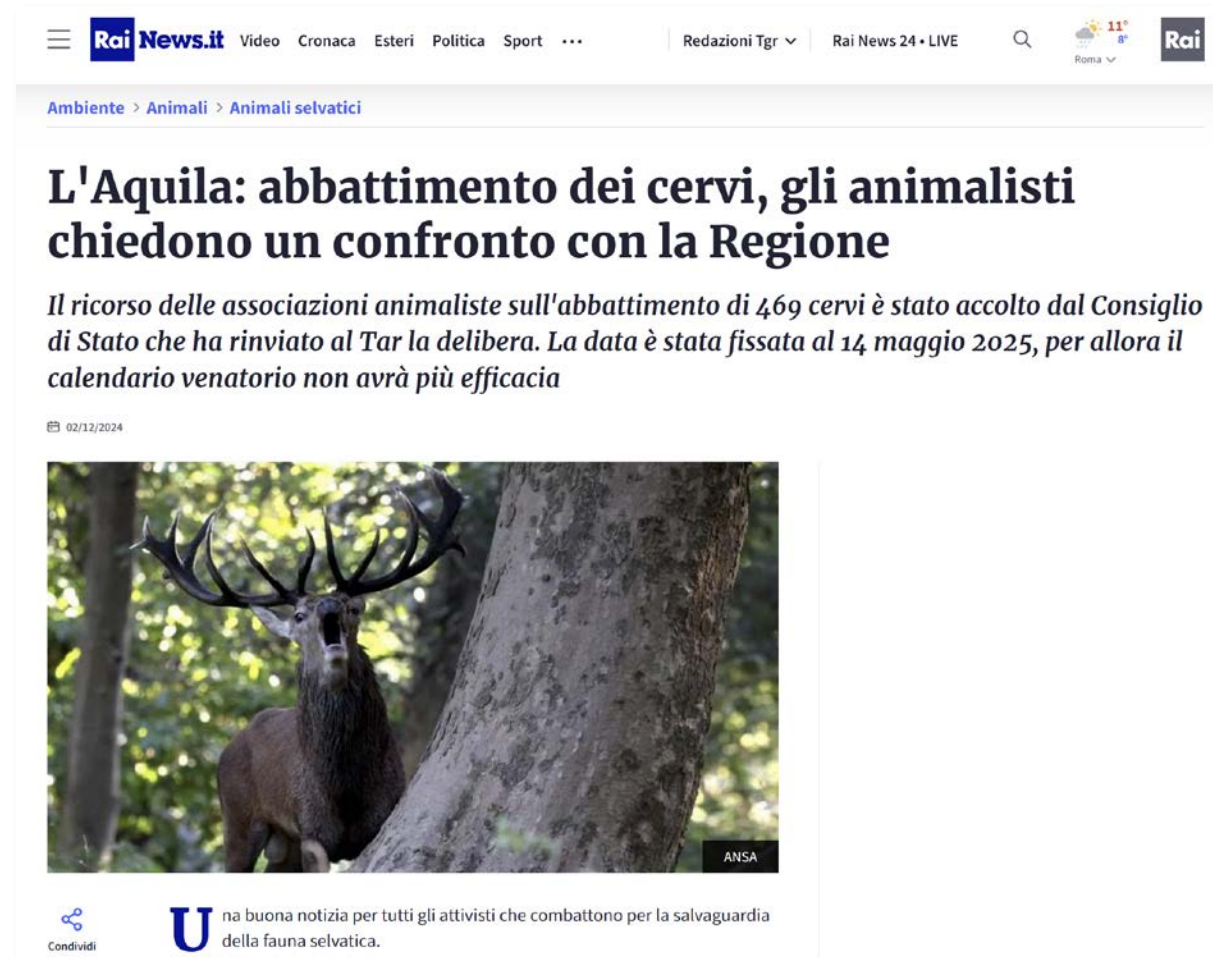 Rai News.it Video Cronaca Esteri Politica Sport ••• Redazioni Tgr Rai News 24 • LIVE 11° 8° Roma Rai
Ambiente > Animali > Animali selvatici
L'Aquila: abbattimento dei cervi, gli animalisti
chiedono un confronto con la Regione
Il ricorso delle associazioni animaliste sull'abbattimento di 469 cervi è stato accolto dal Consiglio
di Stato che ha rinviato al Tar la delibera. La data è stata fissata al 14 maggio 2025, per allora il
calendario venatorio non avrà più efficacia
02/12/2024
ANSA
Condividi
Una buona notizia per tutti gli attivisti che combattono per la salvaguardia
della fauna selvatica.